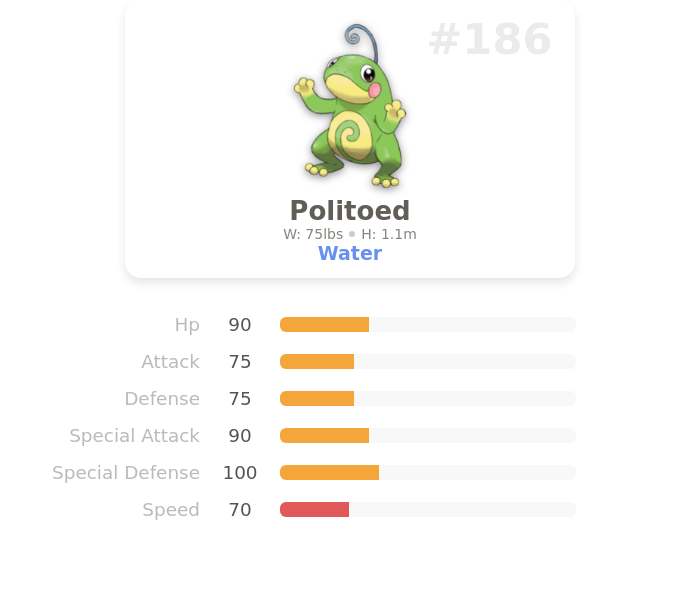 #186
Politoed
W: 75lbs ● H: 1.1m
Water
Hp 90
Attack 75
Defense 75
Special Attack 90
Special Defense 100
Speed 70